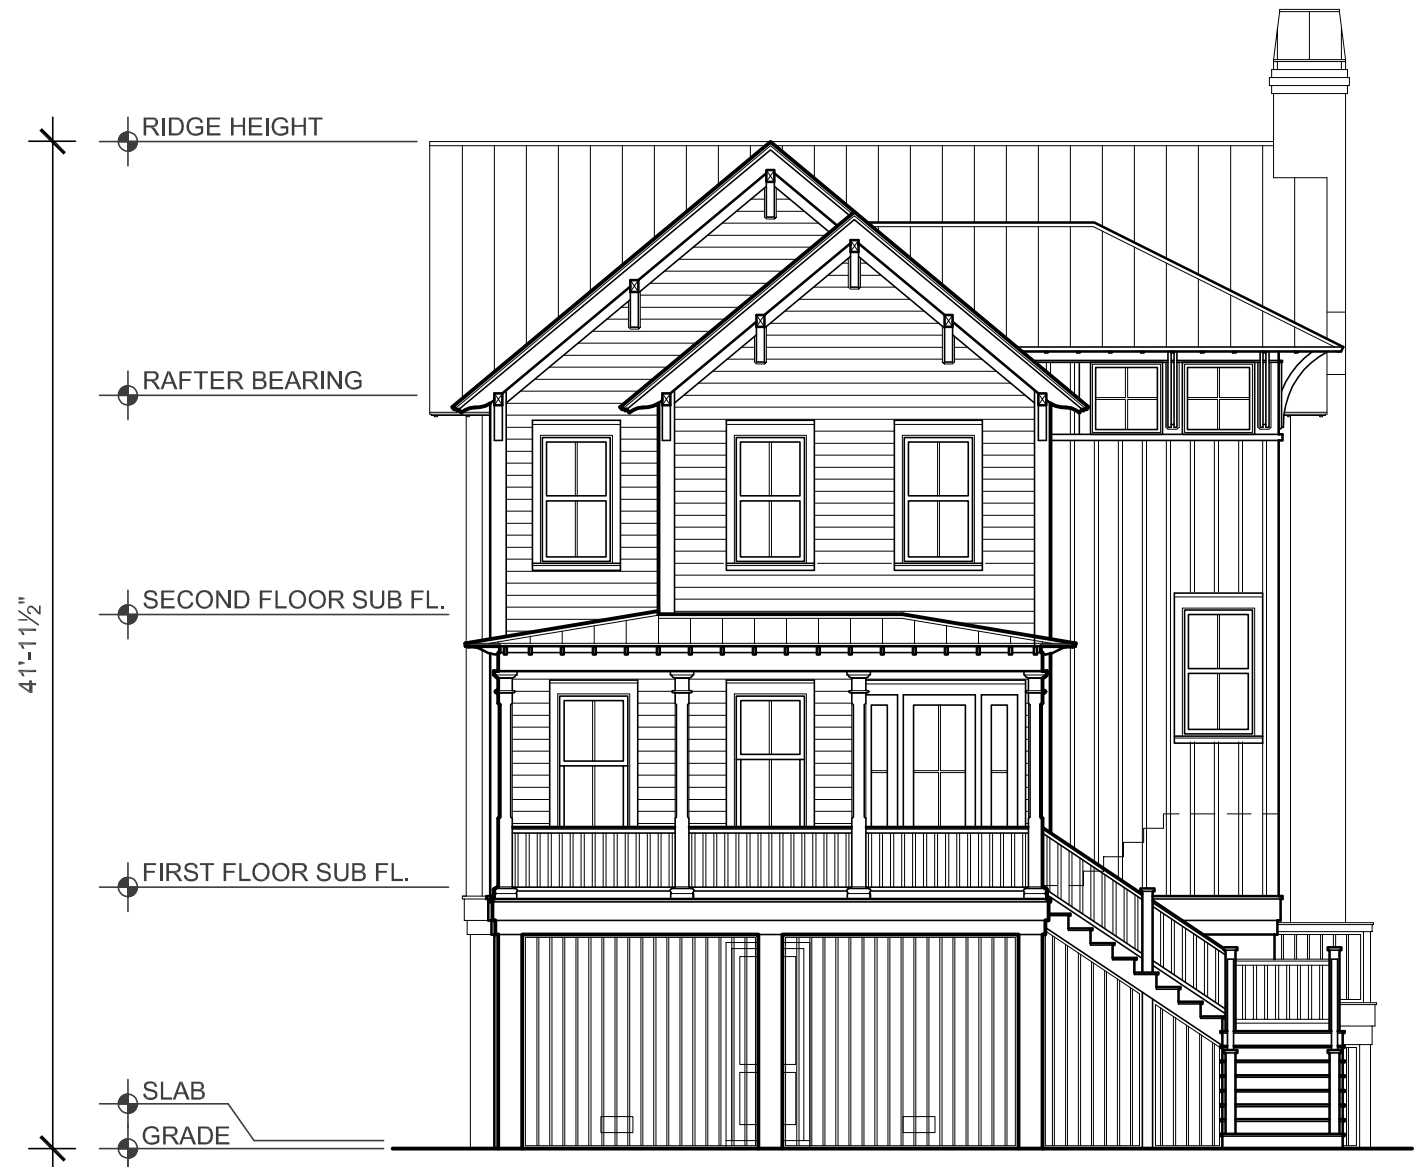 RIDGE HEIGHT
RAFTER BEARING
SECOND FLOOR SUB FL.
41'-11½"
FIRST FLOOR SUB FL.
SLAB
GRADE